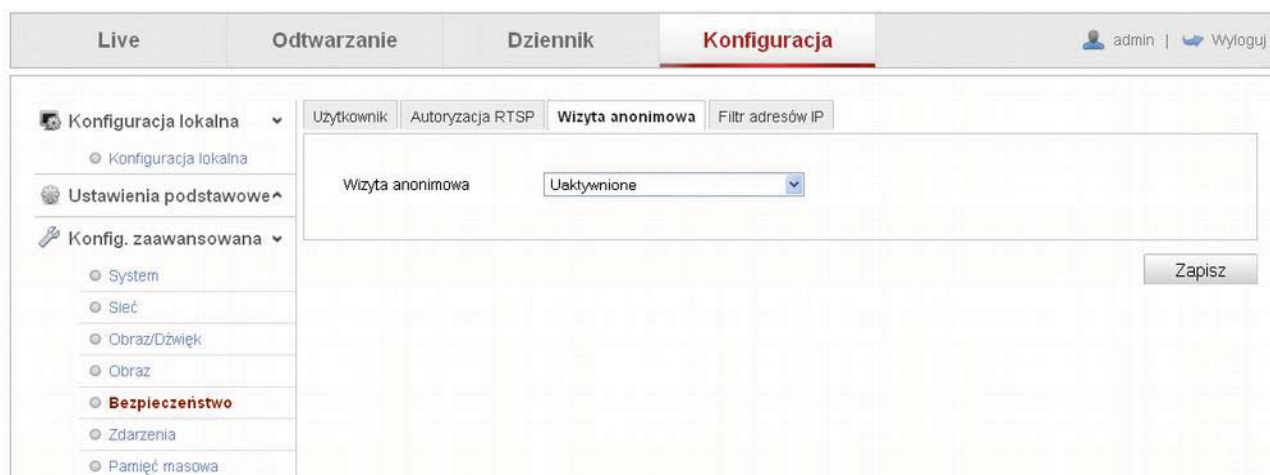 Live Odtwarzanie Dziennik Konfiguracja admin | Wyloguj
Konfiguracja lokalna
Konfiguracja lokalna
Ustawienia podstawowe
Konfig. zaawansowana
System
Sieć
Obraz/Dźwięk
Obraz
Bezpieczeństwo
Zdarzenia
Pamięć masowa
Użytkownik Autoryzacja RTSP Wizyta anonimowa Filtr adresów IP
Wizyta anonimowa Uaktywnione
Zapisz